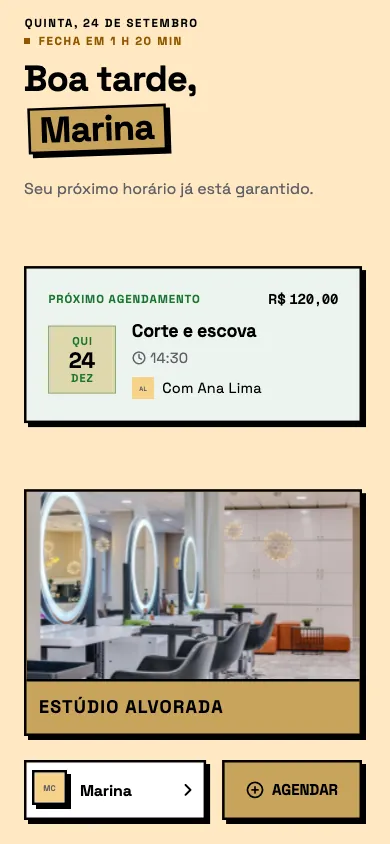 QUINTA, 24 DE SETEMBRO
FECHA EM 1 H 20 MIN
Boa tarde,
Marina
Seu próximo horário já está garantido.
PRÓXIMO AGENDAMENTO
R$ 120,00
QUI
24
DEZ
Corte e escova
14:30
AL
Com Ana Lima
ESTÚDIO ALVORADA
MC
Marina
AGENDAR